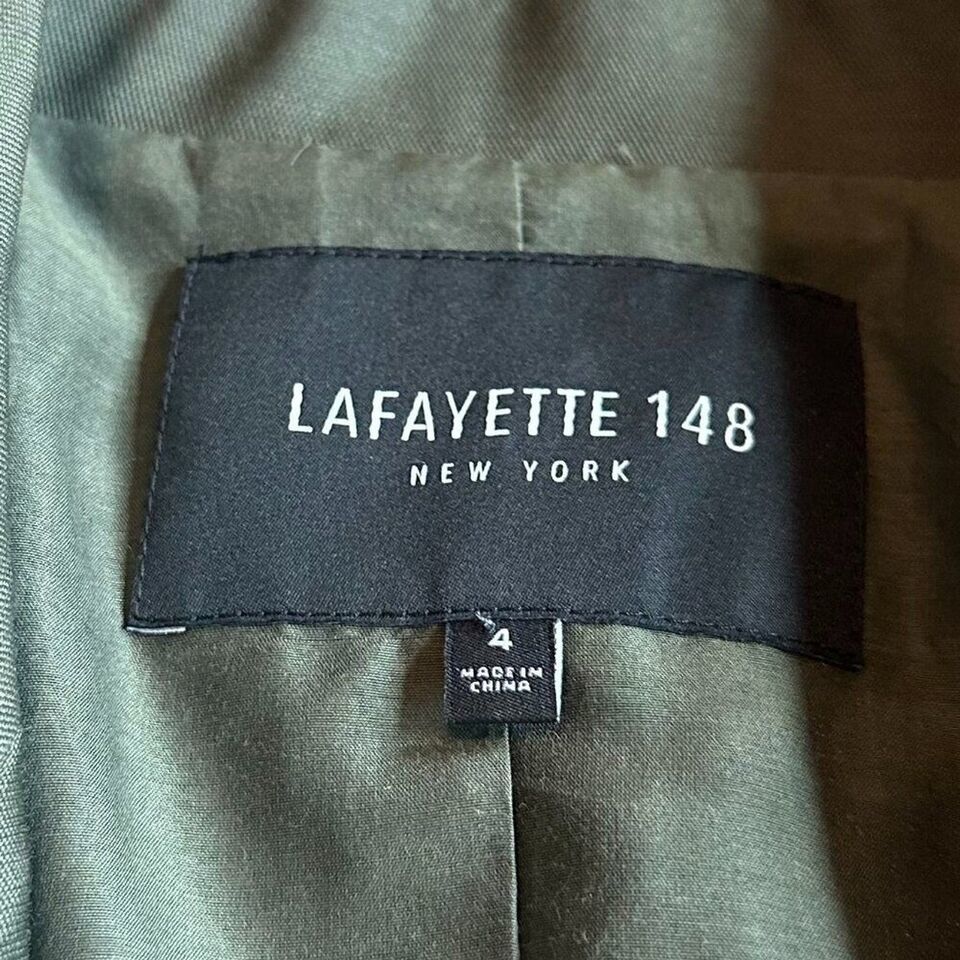 LAFAYETTE 148
NEW YORK
4
MADE IN
CHINA